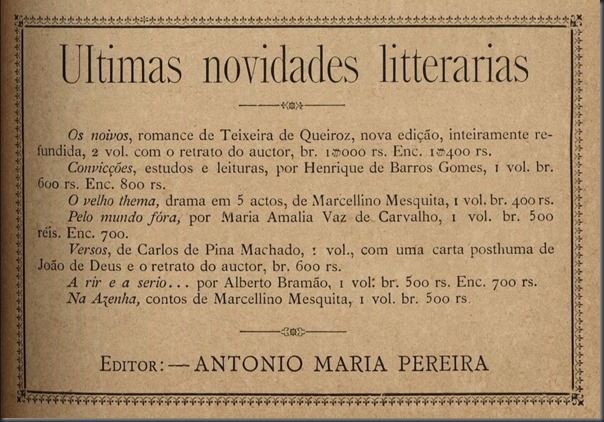 Ultimas novidades litterarias
Os noivos, romance de Teixeira de Queiroz, nova edição, inteiramente re-
fundida, 2 vol. com o retrato do auctor, br. 1$000 rs. Enc. 1$400 rs.
Convicções, estudos e leituras, por Henrique de Barros Gomes, 1 vol. br.
600 rs. Enc. 800 rs.
O velho thema, drama em 5 actos, de Marcellino Mesquita, 1 vol. br. 400 rs.
Pelo mundo fóra, por Maria Amalia Vaz de Carvalho, 1 vol. br. 500
réis. Enc. 700.
Versos, de Carlos de Pina Machado, 1 vol., com uma carta posthuma de
João de Deus e o retrato do auctor, br. 600 rs.
A rir e a serio... por Alberto Bramão, 1 vol. br. 500 rs. Enc. 700 rs.
Na Azenha, contos de Marcellino Mesquita, 1 vol. br. 500 rs.
Editor: — ANTONIO MARIA PEREIRA